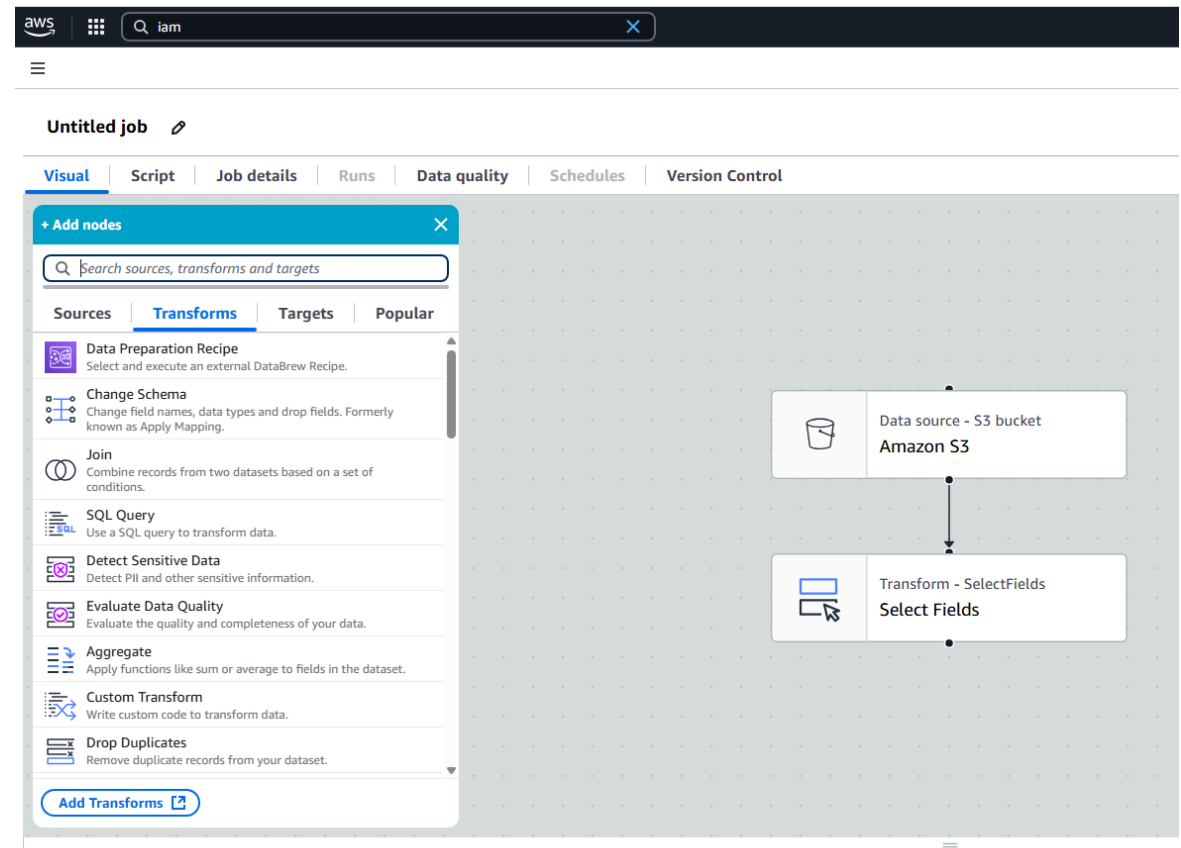 aws
iam
Untitled job
Visual Script Job details Runs Data quality Schedules Version Control
+ Add nodes
Search sources, transforms and targets
Sources Transforms Targets Popular
Data Preparation Recipe
Select and execute an external DataBrew Recipe.
Change Schema
Change field names, data types and drop fields. Formerly
known as Apply Mapping.
Join
Combine records from two datasets based on a set of
conditions.
SQL
SQL Query
Use a SQL query to transform data.
Detect Sensitive Data
Detect PII and other sensitive information.
Evaluate Data Quality
Evaluate the quality and completeness of your data.
Aggregate
Apply functions like sum or average to fields in the dataset.
Custom Transform
Write custom code to transform data.
Drop Duplicates
Remove duplicate records from your dataset.
Add Transforms
Data source - S3 bucket
Amazon S3
Transform - SelectFields
Select Fields